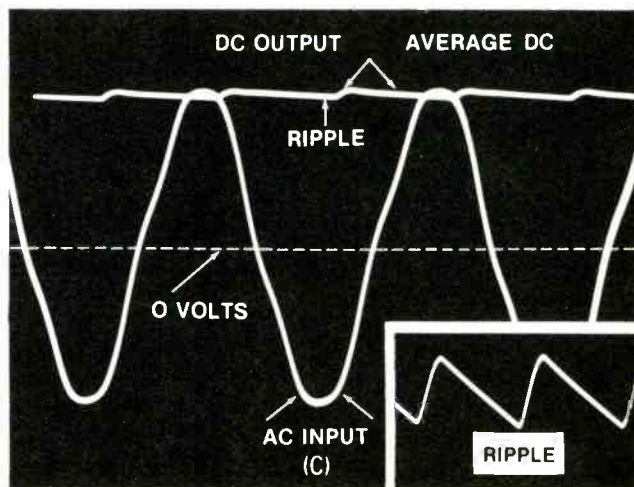 DC OUTPUT AVERAGE DC
RIPPLE
O VOLTS
AC INPUT
(C)
RIPPLE